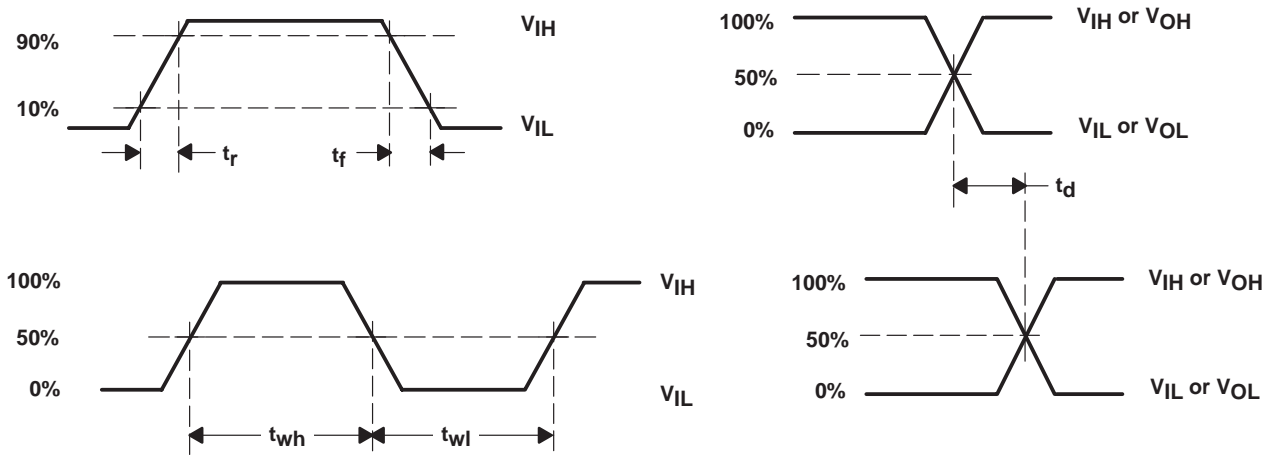 90%
10%
VIH
VIL
tr
tf
100%
50%
0%
VIH or VOH
VIL or VOL
td
100%
50%
0%
VIH
VIL
twh
twl
100%
50%
0%
VIH or VOH
VIL or VOL